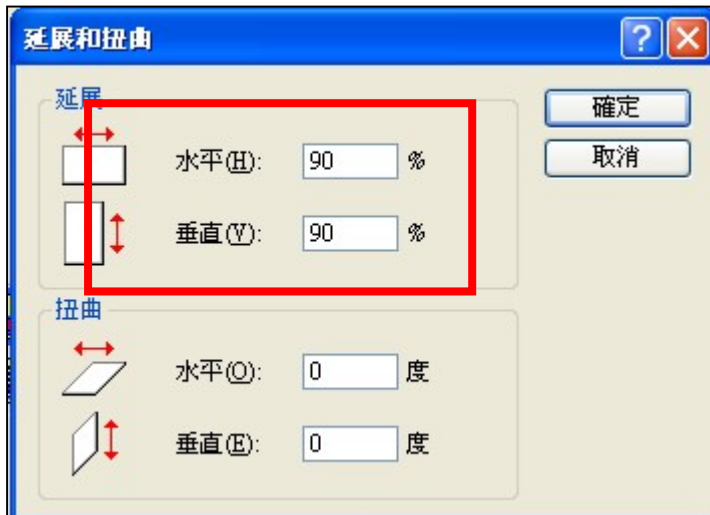 延展和扭曲
延展
水平(H): 90 %
垂直(V): 90 %
確定
取消
扭曲
水平(O): 0 度
垂直(E): 0 度